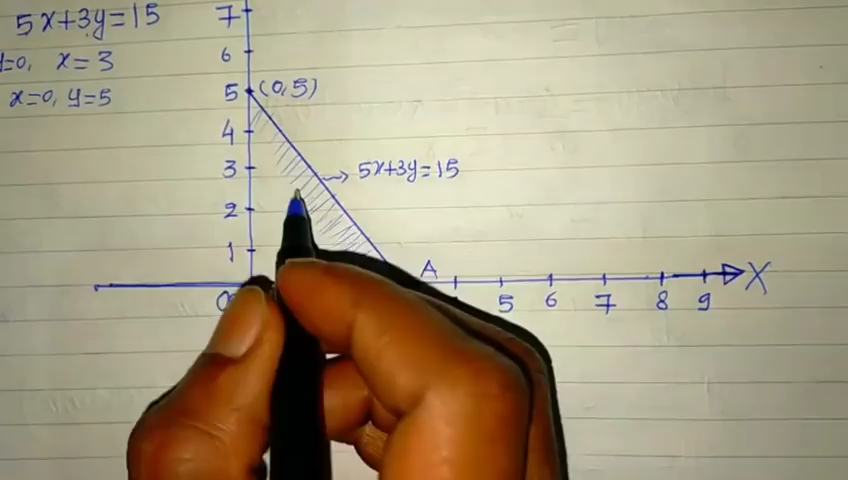 5x+3y=15
y=0, x=3
x=0, y=5
7
6
5 (0,5)
4
3 5x+3y=15
2
1
A X
0 5 6 7 8 9